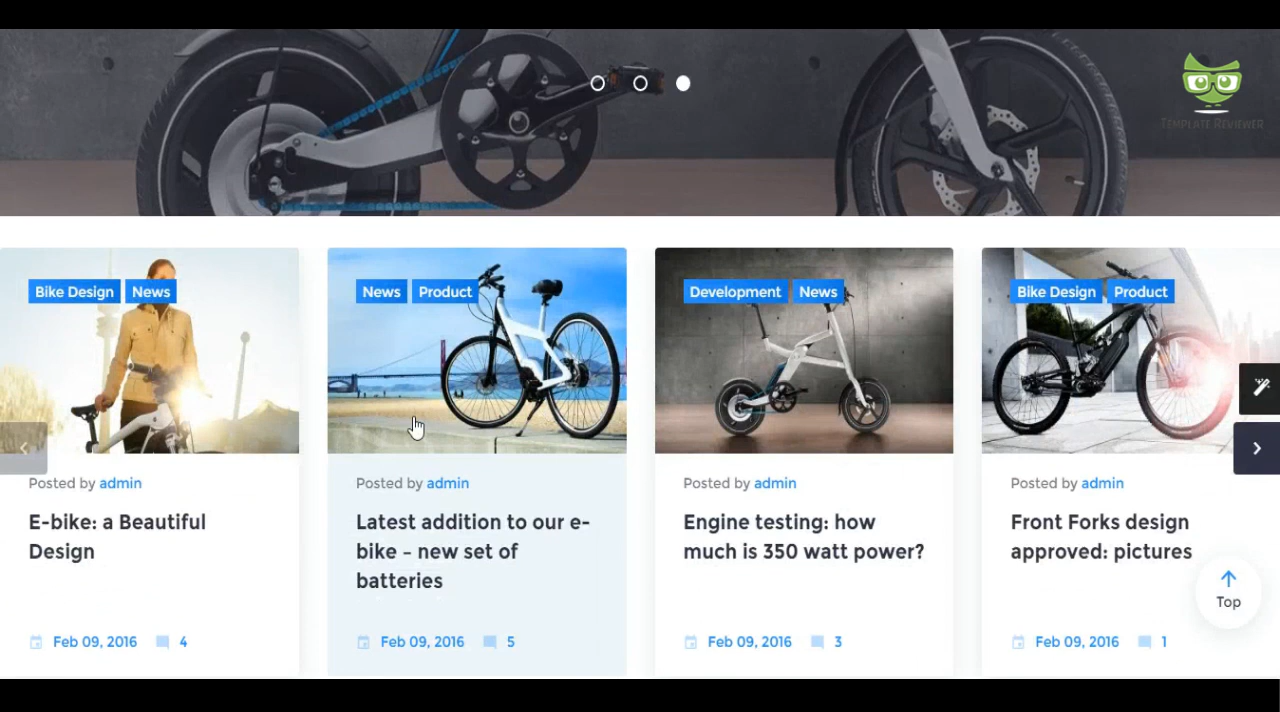 TEMPLATE REVIEWER
Bike Design News
News Product
Development News
Bike Design Product
Posted by admin
E-bike: a Beautiful
Design
Feb 09, 2016 4
Posted by admin
Latest addition to our e-
bike - new set of
batteries
Feb 09, 2016 5
Posted by admin
Engine testing: how
much is 350 watt power?
Feb 09, 2016 3
Posted by admin
Front Forks design
approved: pictures
Feb 09, 2016 1
Top